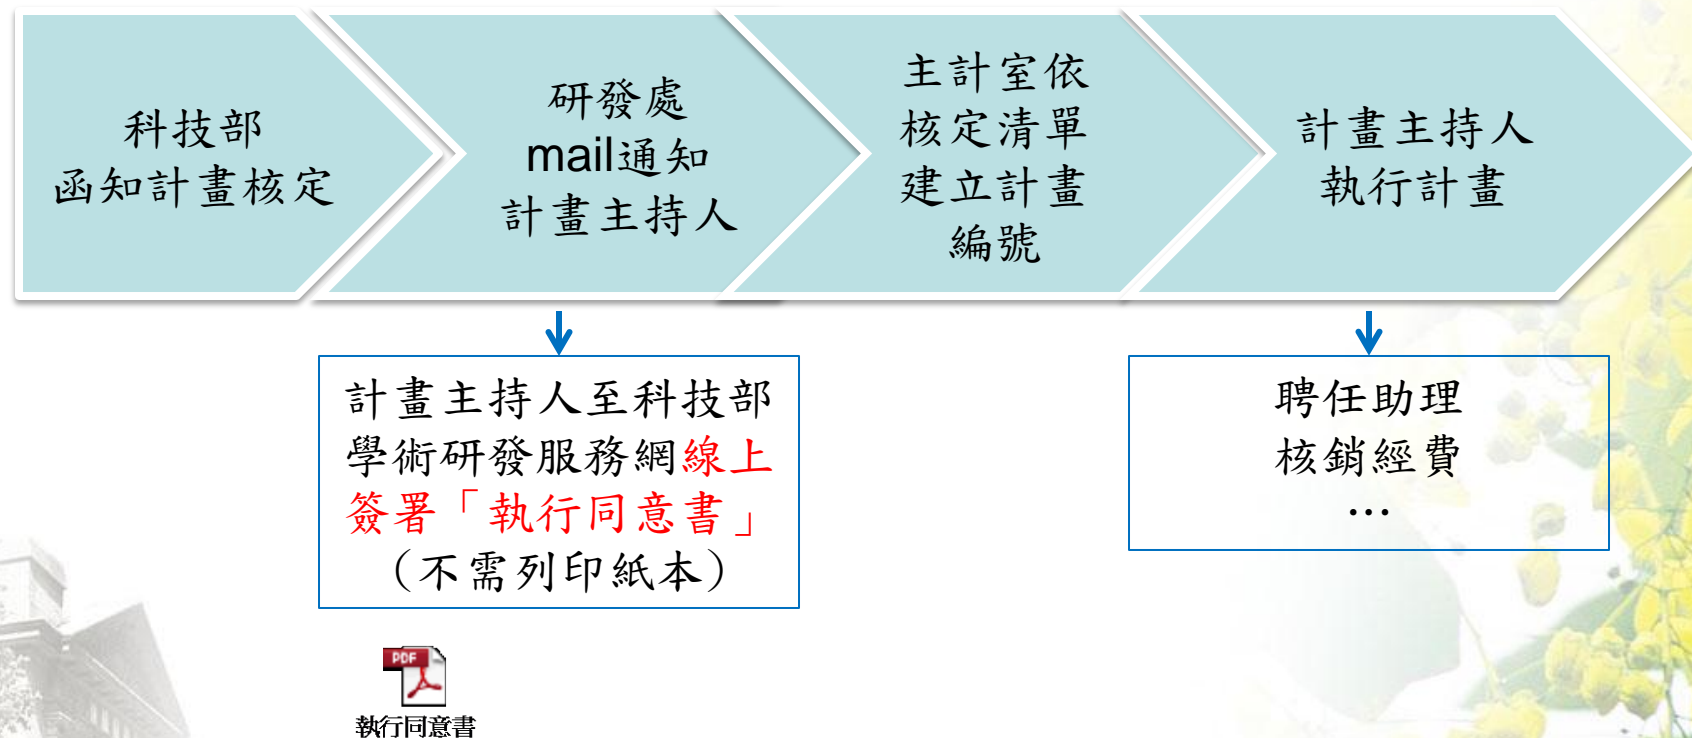 科技部
函知計畫核定
研發處
mail通知
計畫主持人
主計室依
核定清單
建立計畫
編號
計畫主持人
執行計畫
計畫主持人至科技部
學術研發服務網線上
簽署「執行同意書」
（不需列印紙本）
聘任助理
核銷經費
…
PDF
執行同意書